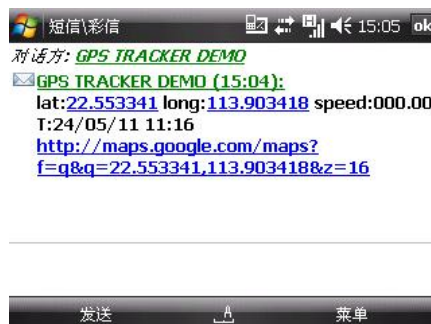 短信\彩信 15:05 ok
对话方: GPS TRACKER DEMO
GPS TRACKER DEMO (15:04):
lat:22.553341 long:113.903418 speed:000.00
T:24/05/11 11:16
http://maps.google.com/maps?
f=q&q=22.553341,113.903418&z=16
发送 A 菜单